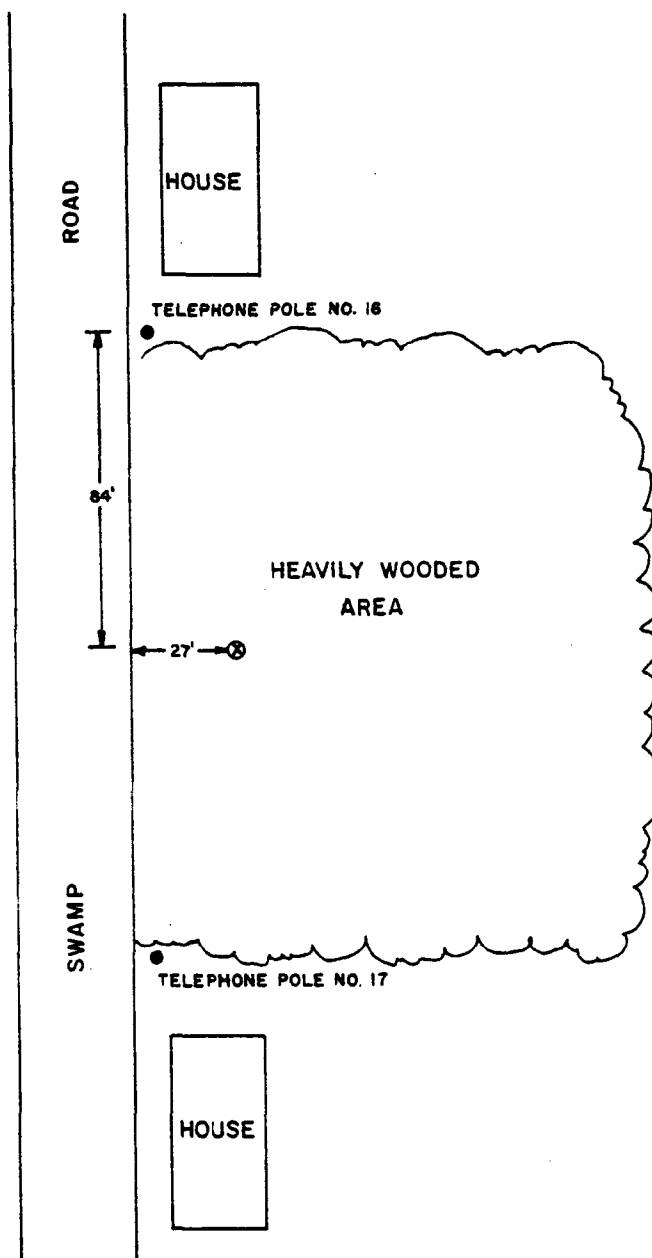 HOUSE
ROAD
TELEPHONE POLE NO. 16
84'
HEAVILY WOODED
AREA
27'
SWAMP
TELEPHONE POLE NO. 17
HOUSE